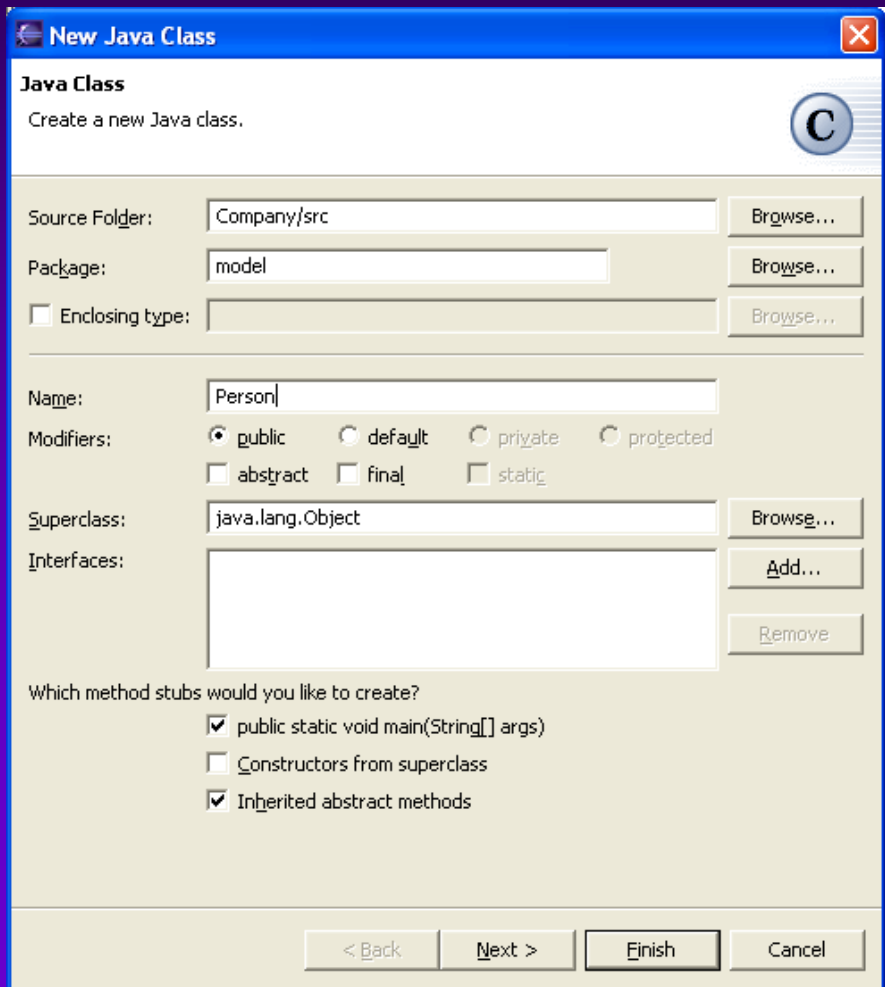 New Java Class
Java Class
Create a new Java class.
C
Source Folder: Company/src Browse...
Package: model Browse...
Enclosing type: Browse...
Name: Person
Modifiers: public default private protected
abstract final static
Superclass: java.lang.Object Browse...
Interfaces: Add...
Remove
Which method stubs would you like to create?
public static void main(String[] args)
Constructors from superclass
Inherited abstract methods
< Back Next > Finish Cancel